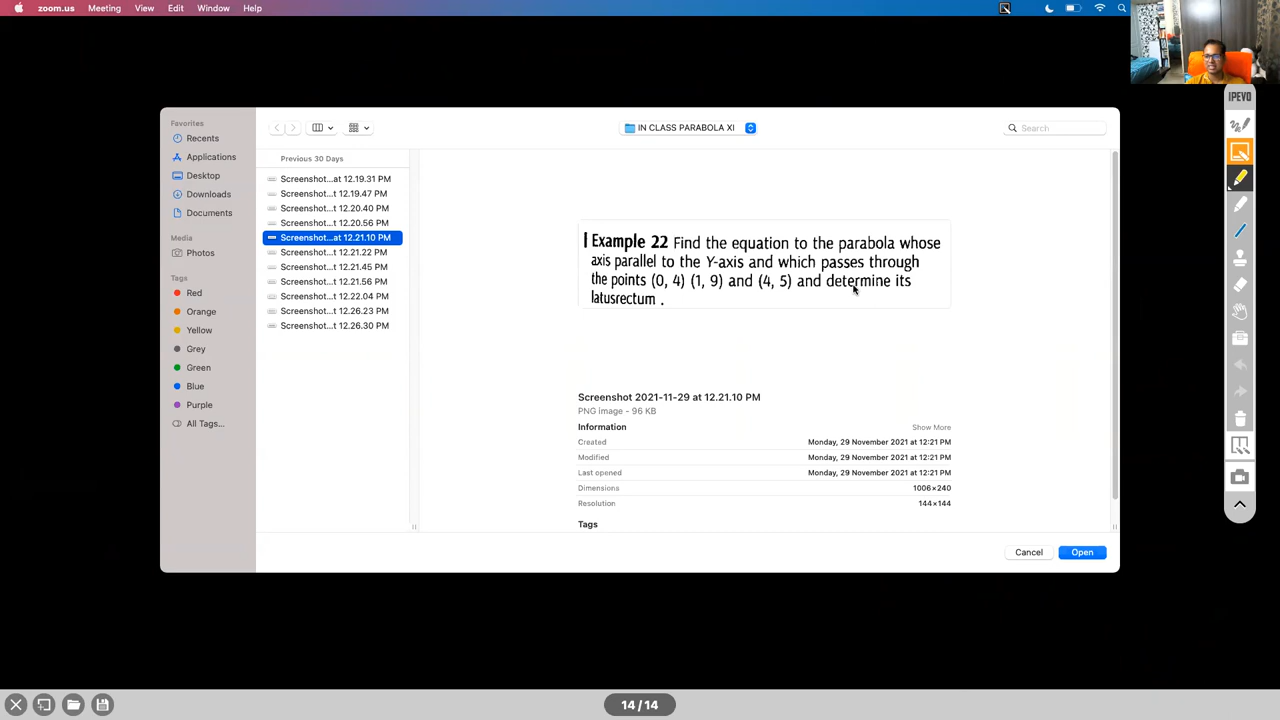 zoom.us Meeting View Edit Window Help
IPEVO
Favorites
Recents
Applications
Desktop
Downloads
Documents
Media
Photos
Tags
Red
Orange
Yellow
Grey
Green
Blue
Purple
All Tags...
IN CLASS PARABOLA XI
Search
Previous 30 Days
Screenshot...at 12.19.31 PM
Screenshot...t 12.19.47 PM
Screenshot...t 12.20.40 PM
Screenshot...t 12.20.56 PM
Screenshot...at 12.21.10 PM
Screenshot...t 12.21.22 PM
Screenshot...t 12.21.45 PM
Screenshot...t 12.21.56 PM
Screenshot...t 12.22.04 PM
Screenshot...t 12.26.23 PM
Screenshot...t 12.26.30 PM
Example 22 Find the equation to the parabola whose
axis parallel to the Y-axis and which passes through
the points (0, 4) (1, 9) and (4, 5) and determine its
latusrectum .
Screenshot 2021-11-29 at 12.21.10 PM
PNG image - 96 KB
Information Show More
Created Monday, 29 November 2021 at 12:21 PM
Modified Monday, 29 November 2021 at 12:21 PM
Last opened Monday, 29 November 2021 at 12:21 PM
Dimensions 1006×240
Resolution 144×144
Tags
Cancel Open
14 / 14